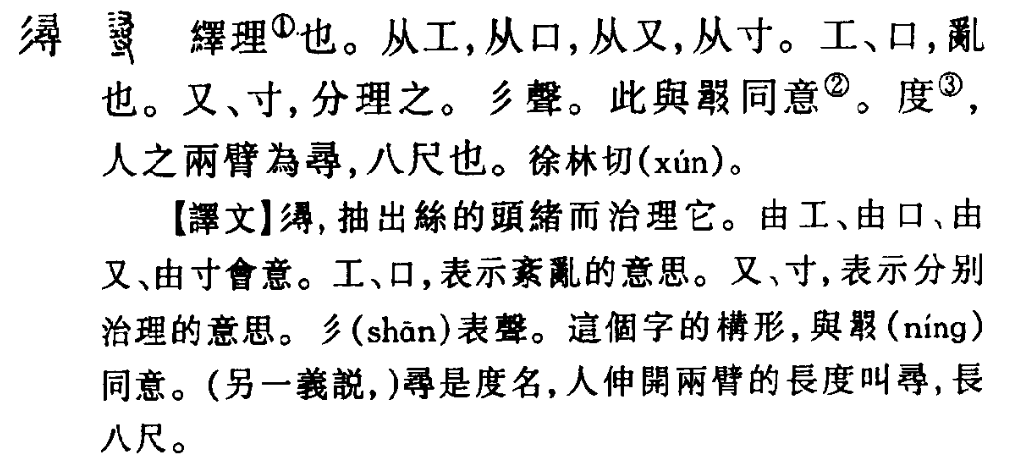 𢒫 繹理①也。从工,从口,从又,从寸。工、口,亂
也。又、寸,分理之。彡聲。此與𤕦同意②。度③,
人之兩臂為尋,八尺也。徐林切(xún)。
【譯文】𢒫,抽出絲的頭緒而治理它。由工、由口、由
又、由寸會意。工、口,表示紊亂的意思。又、寸,表示分别
治理的意思。彡(shān)表聲。這個字的構形,與𤕦(níng)
同意。(另一義説,)尋是度名,人伸開兩臂的長度叫尋,長
八尺。